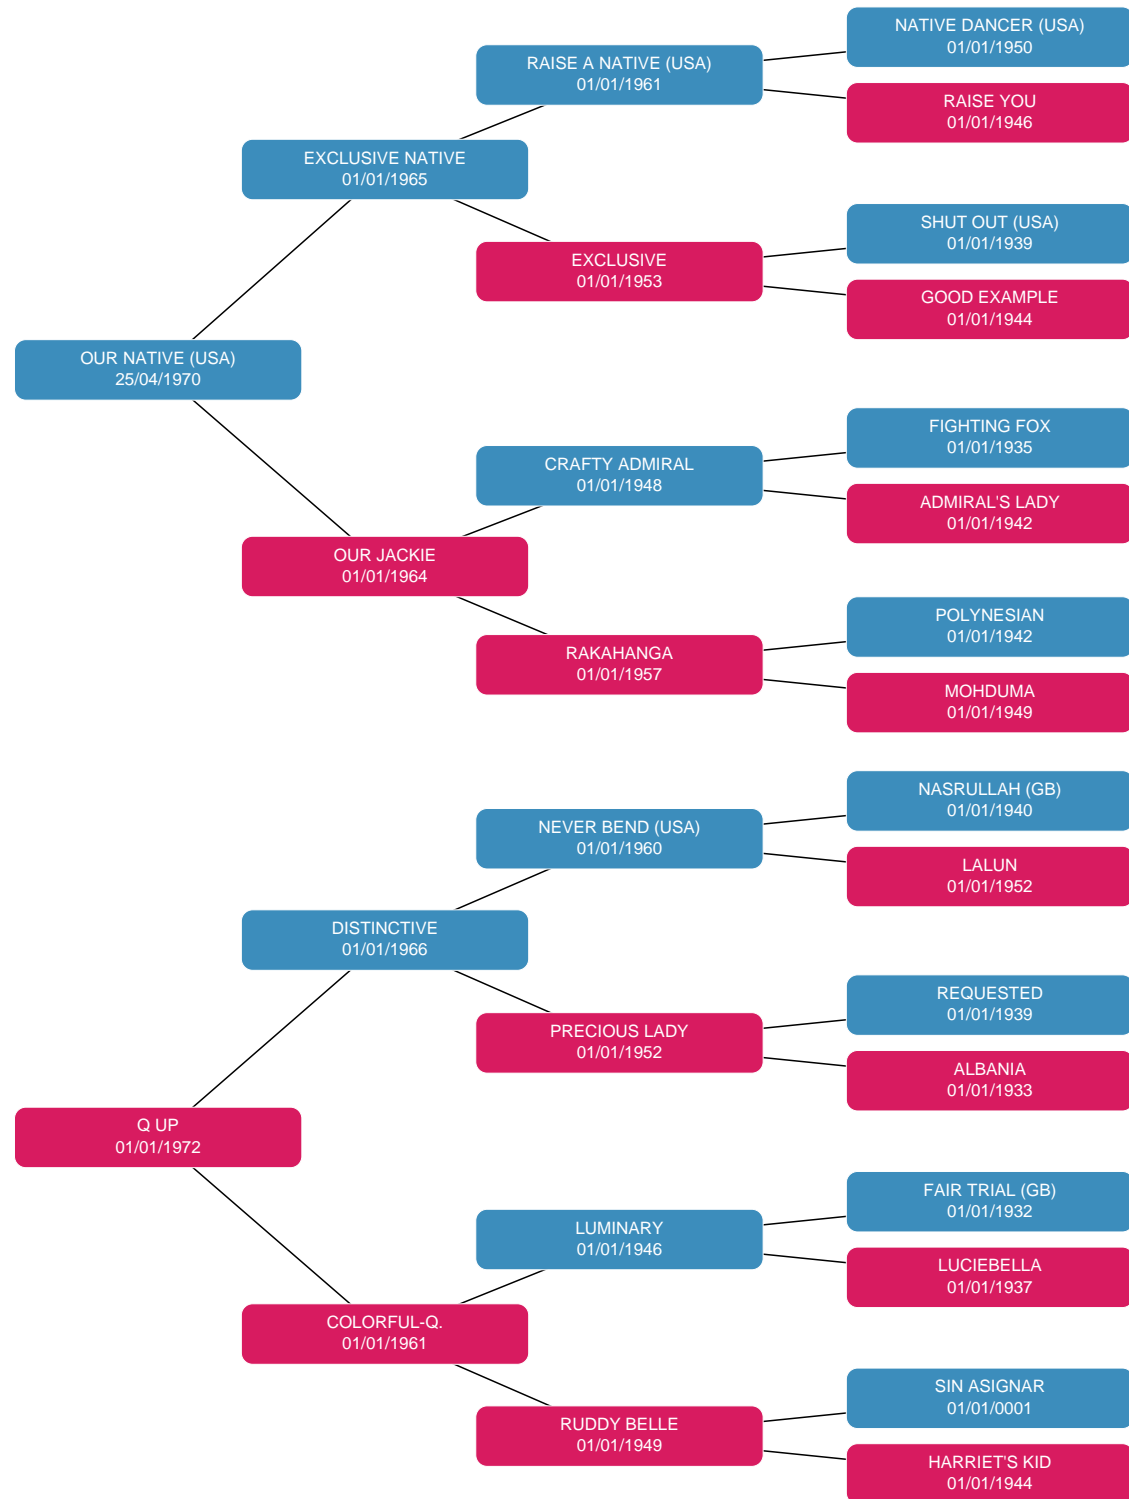 NATIVE DANCER (USA)
01/01/1950
RAISE A NATIVE (USA)
01/01/1961
RAISE YOU
01/01/1946
EXCLUSIVE NATIVE
01/01/1965
SHUT OUT (USA)
01/01/1939
EXCLUSIVE
01/01/1953
GOOD EXAMPLE
01/01/1944
OUR NATIVE (USA)
25/04/1970
FIGHTING FOX
01/01/1935
CRAFTY ADMIRAL
01/01/1948
ADMIRAL'S LADY
01/01/1942
OUR JACKIE
01/01/1964
POLYNESIAN
01/01/1942
RAKAHANGA
01/01/1957
MOHDUMA
01/01/1949
NASRULLAH (GB)
01/01/1940
NEVER BEND (USA)
01/01/1960
LALUN
01/01/1952
DISTINCTIVE
01/01/1966
REQUESTED
01/01/1939
PRECIOUS LADY
01/01/1952
ALBANIA
01/01/1933
Q UP
01/01/1972
FAIR TRIAL (GB)
01/01/1932
LUMINARY
01/01/1946
LUCIEBELLA
01/01/1937
COLORFUL-Q.
01/01/1961
SIN ASIGNAR
01/01/0001
RUDDY BELLE
01/01/1949
HARRIET'S KID
01/01/1944